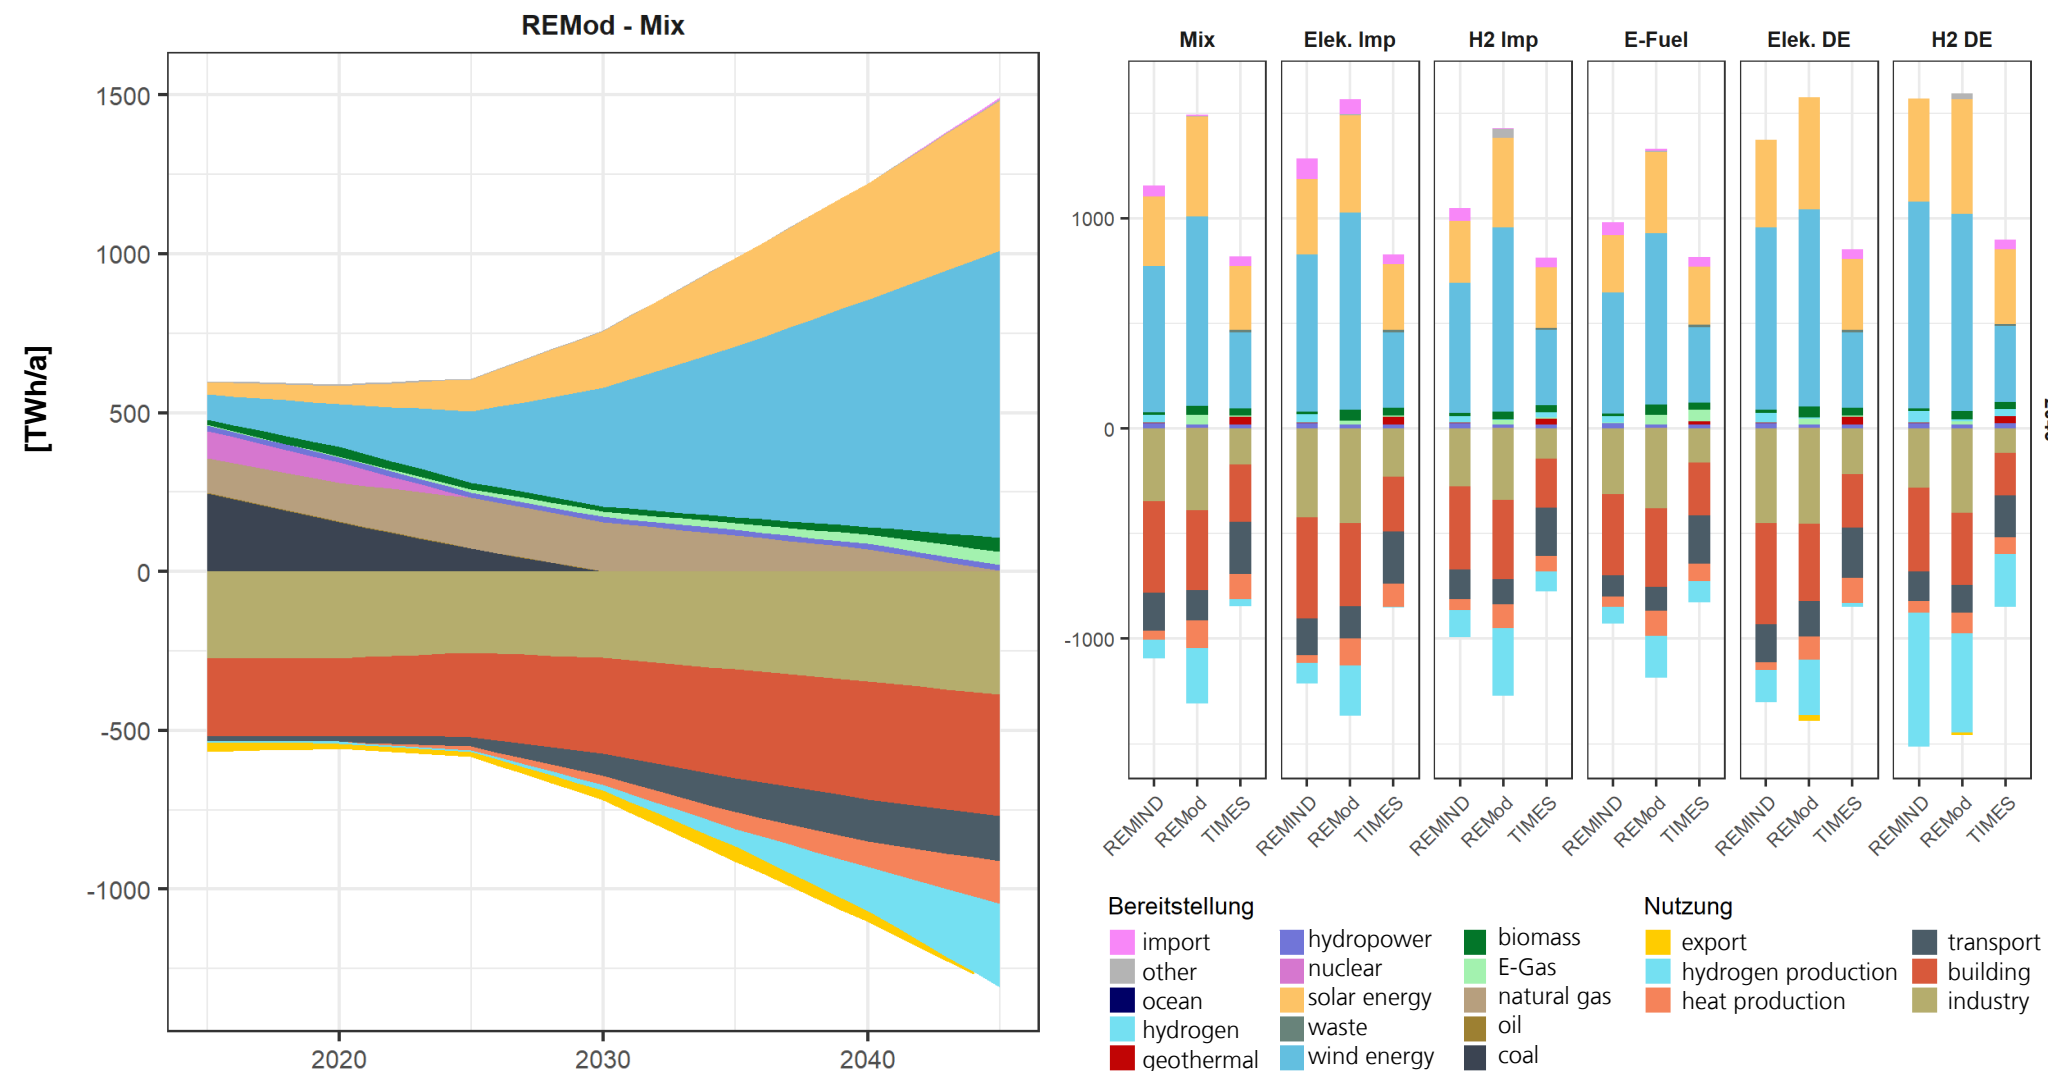 REMod - Mix
[TWh/a]
1500
1000
500
0
-500
-1000
2020
2030
2040
Mix
Elek. Imp
H2 Imp
E-Fuel
Elek. DE
H2 DE
1000
0
-1000
REMIND
REMod
TIMES
REMIND
REMod
TIMES
REMIND
REMod
TIMES
REMIND
REMod
TIMES
REMIND
REMod
TIMES
REMIND
REMod
TIMES
Bereitstellung
import
other
ocean
hydrogen
geothermal
hydropower
nuclear
solar energy
waste
wind energy
biomass
E-Gas
natural gas
oil
coal
Nutzung
export
hydrogen production
heat production
transport
building
industry